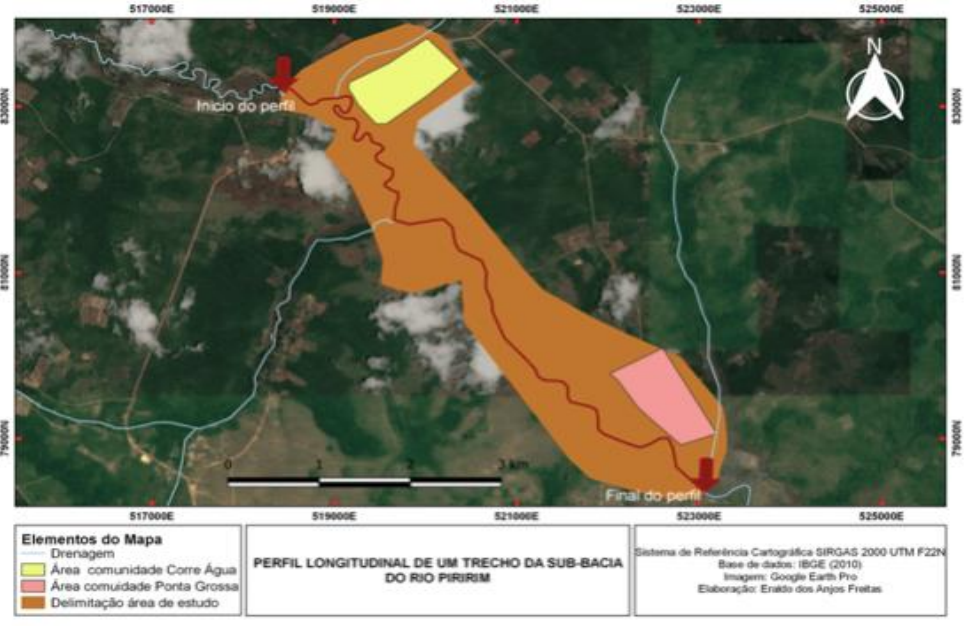 517000E 519000E 521000E 523000E 525000E
83000N 83000N
81000N 81000N
79000N 79000N
N
Inicio do perfil
0 1 2 3 km
Final do perfil
517000E 519000E 521000E 523000E 525000E
Elementos do Mapa
Drenagem
Área comunidade Corre Água
Área comuidade Ponta Grossa
Delimitação área de estudo
PERFIL LONGITUDINAL DE UM TRECHO DA SUB-BACIA
DO RIO PIRIRIM
Sistema de Referência Cartográfica SIRGAS 2000 UTM F22N
Base de dados: IBGE (2010)
Imagem: Google Earth Pro
Elaboração: Eraldo dos Anjos Freitas